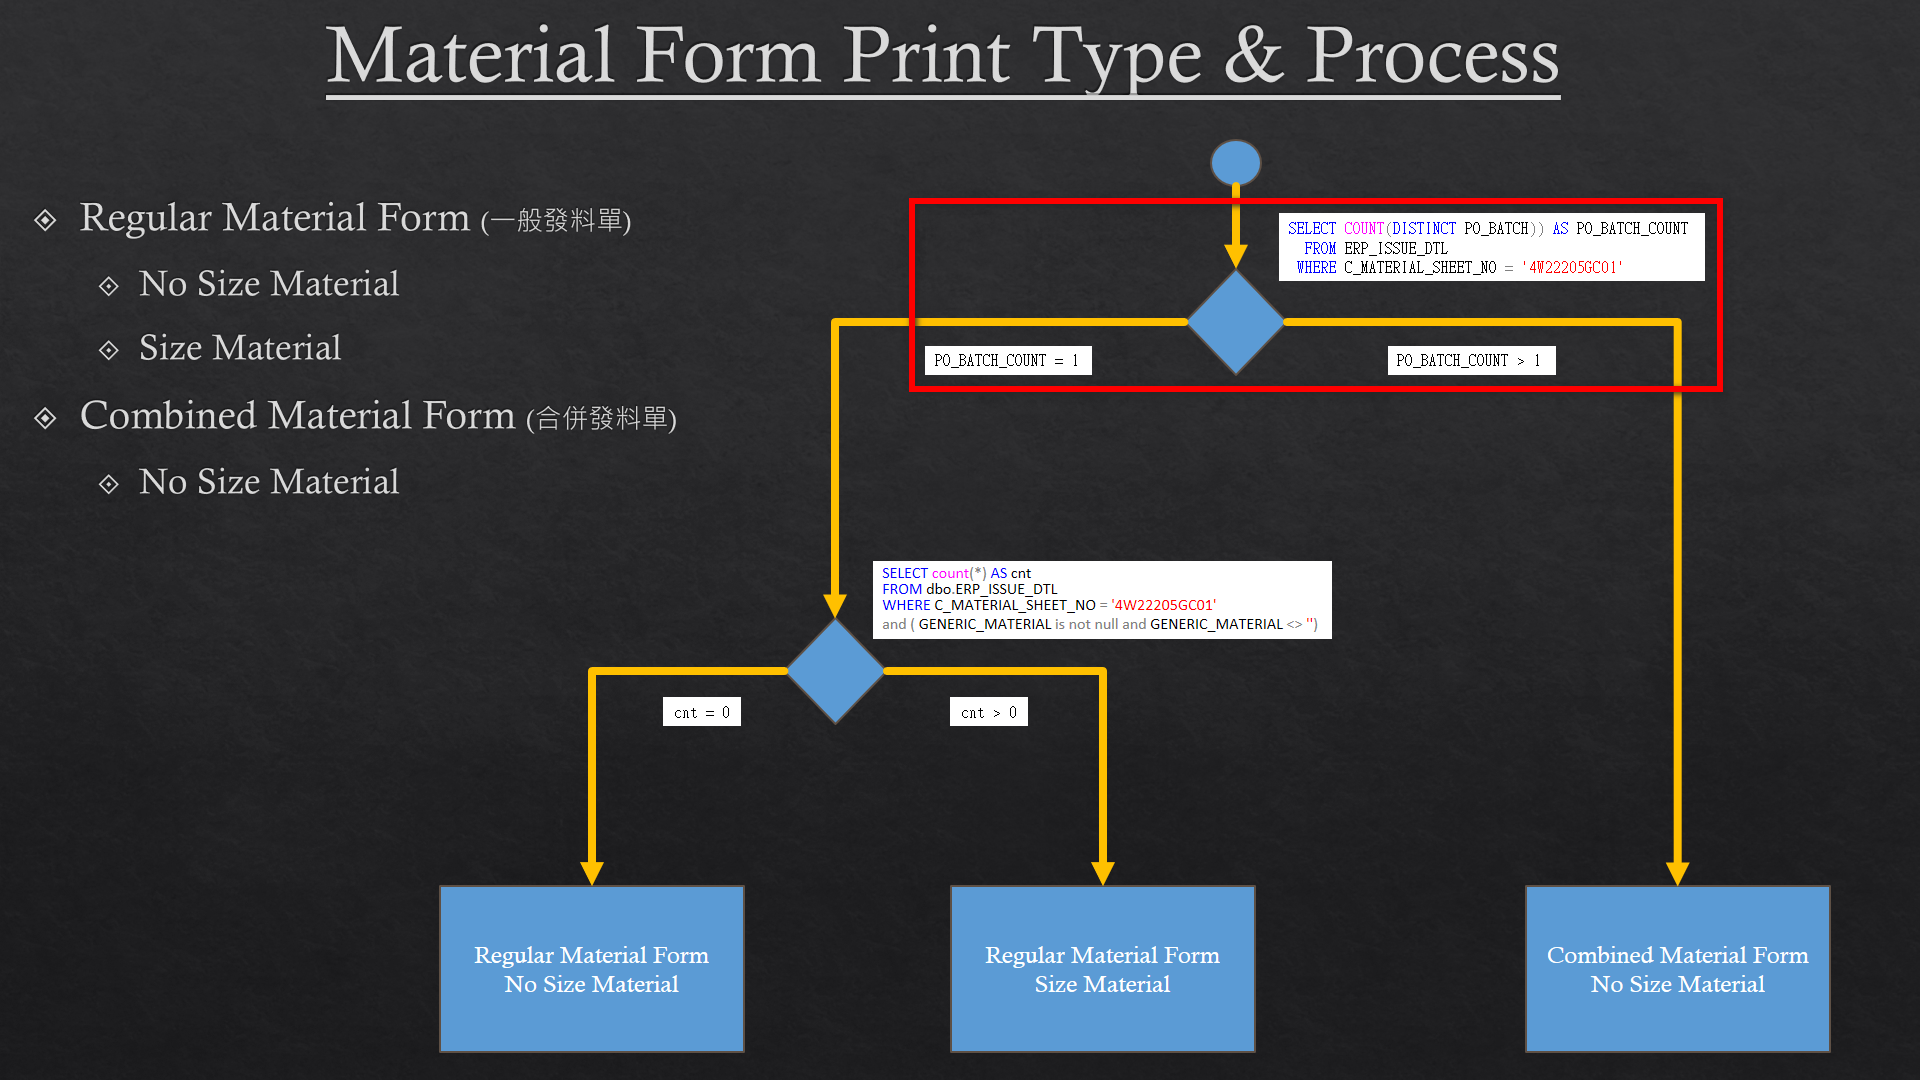 Material Form Print Type & Process
Regular Material Form (一般發料單)
No Size Material
Size Material
Combined Material Form (合併發料單)
No Size Material
SELECT COUNT(DISTINCT PO_BATCH)) AS PO_BATCH_COUNT
FROM ERP_ISSUE_DTL
WHERE C_MATERIAL_SHEET_NO = '4W22205GC01'
PO_BATCH_COUNT = 1
PO_BATCH_COUNT > 1
SELECT count(*) AS cnt
FROM dbo.ERP_ISSUE_DTL
WHERE C_MATERIAL_SHEET_NO = '4W22205GC01'
and ( GENERIC_MATERIAL is not null and GENERIC_MATERIAL <> '')
cnt = 0
cnt > 0
Regular Material Form
No Size Material
Regular Material Form
Size Material
Combined Material Form
No Size Material